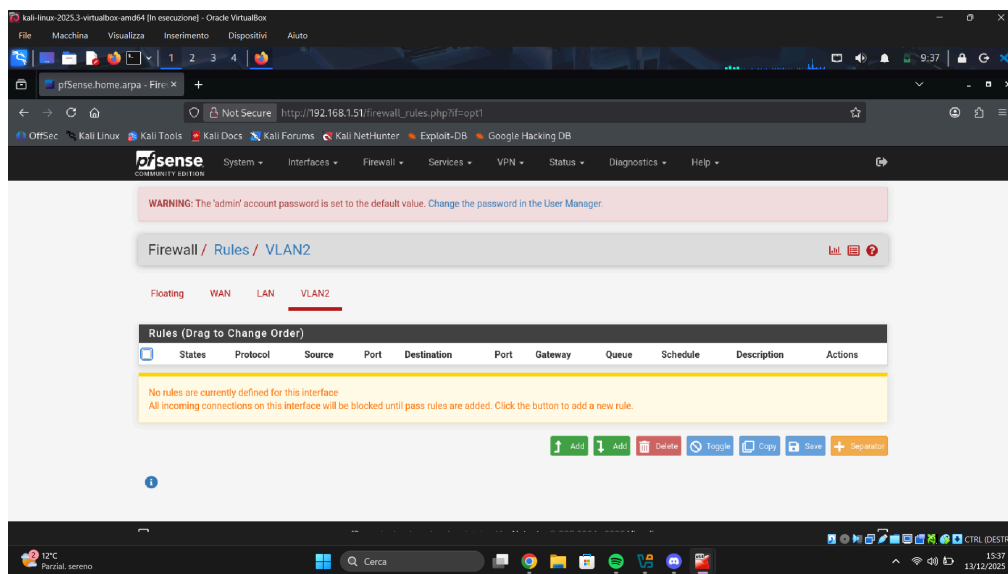 kali-linux-2025.3-virtualbox-amd64 [In esecuzione] - Oracle VirtualBox
File Macchina Visualizza Inserimento Dispositivi Aiuto
1 2 3 4 9:37
pfSense.home.arpa - Firew
Not Secure http://192.168.1.51/firewall_rules.php?if=opt1
OffSec Kali Linux Kali Tools Kali Docs Kali Forums Kali NetHunter Exploit-DB Google Hacking DB
pfsense System Interfaces Firewall Services VPN Status Diagnostics Help
COMMUNITY EDITION
WARNING: The 'admin' account password is set to the default value. Change the password in the User Manager.
Firewall / Rules / VLAN2
Floating WAN LAN VLAN2
Rules (Drag to Change Order)
States Protocol Source Port Destination Port Gateway Queue Schedule Description Actions
No rules are currently defined for this interface
All incoming connections on this interface will be blocked until pass rules are added. Click the button to add a new rule.
Add Add Delete Toggle Copy Save Separator
CTRL (DESTR
2 12°C Cerca 15:37
Parzial. sereno 13/12/2025